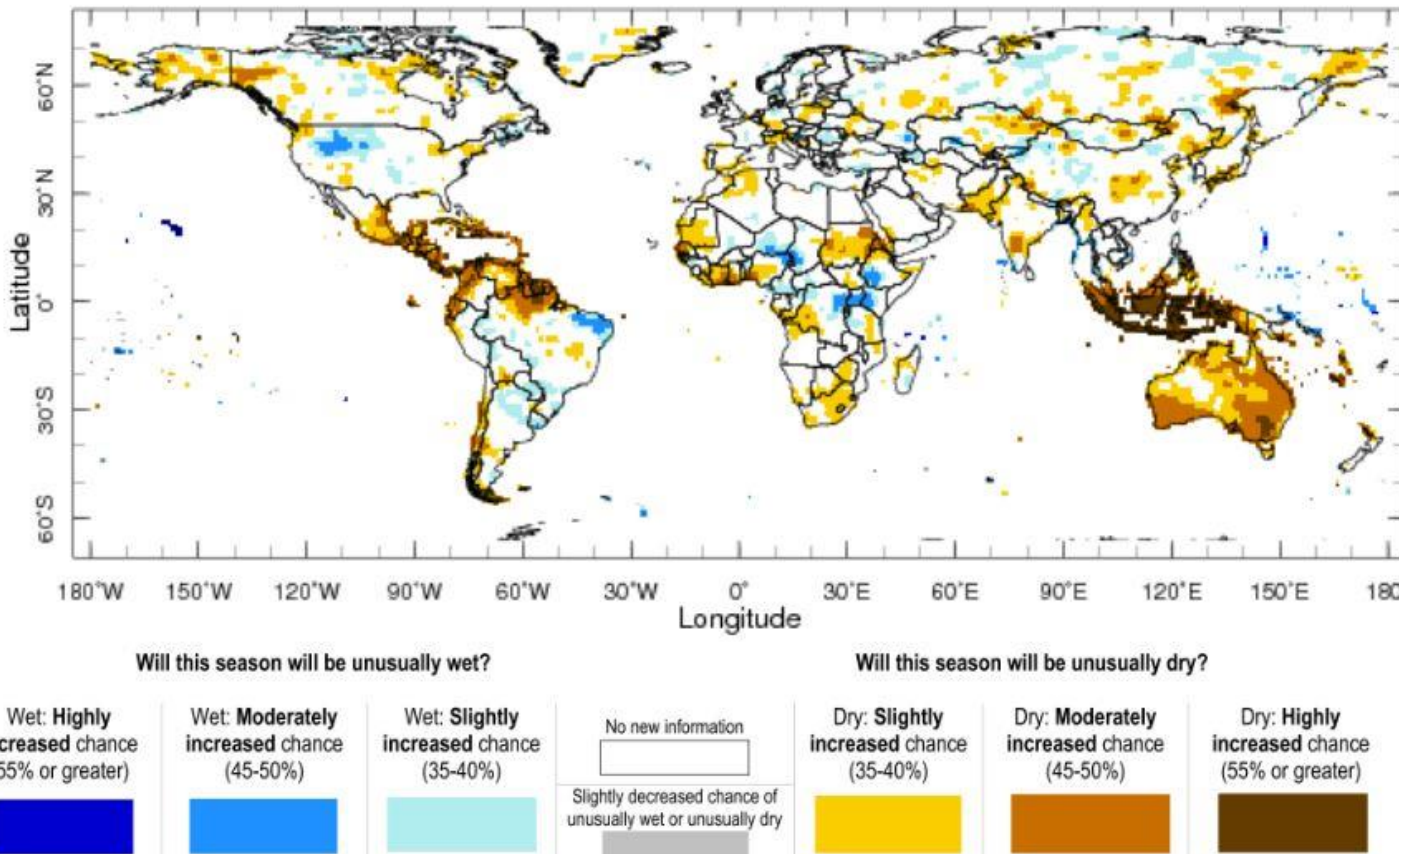 60°N
30°N
0°
30°S
60°S
Latitude
180°W 150°W 120°W 90°W 60°W 30°W 0° 30°E 60°E 90°E 120°E 150°E 180
Longitude
Will this season will be unusually wet?
Will this season will be unusually dry?
Wet: Highly
creased chance
55% or greater)
Wet: Moderately
increased chance
(45-50%)
Wet: Slightly
increased chance
(35-40%)
No new information
Slightly decreased chance of
unusually wet or unusually dry
Dry: Slightly
increased chance
(35-40%)
Dry: Moderately
increased chance
(45-50%)
Dry: Highly
increased chance
(55% or greater)